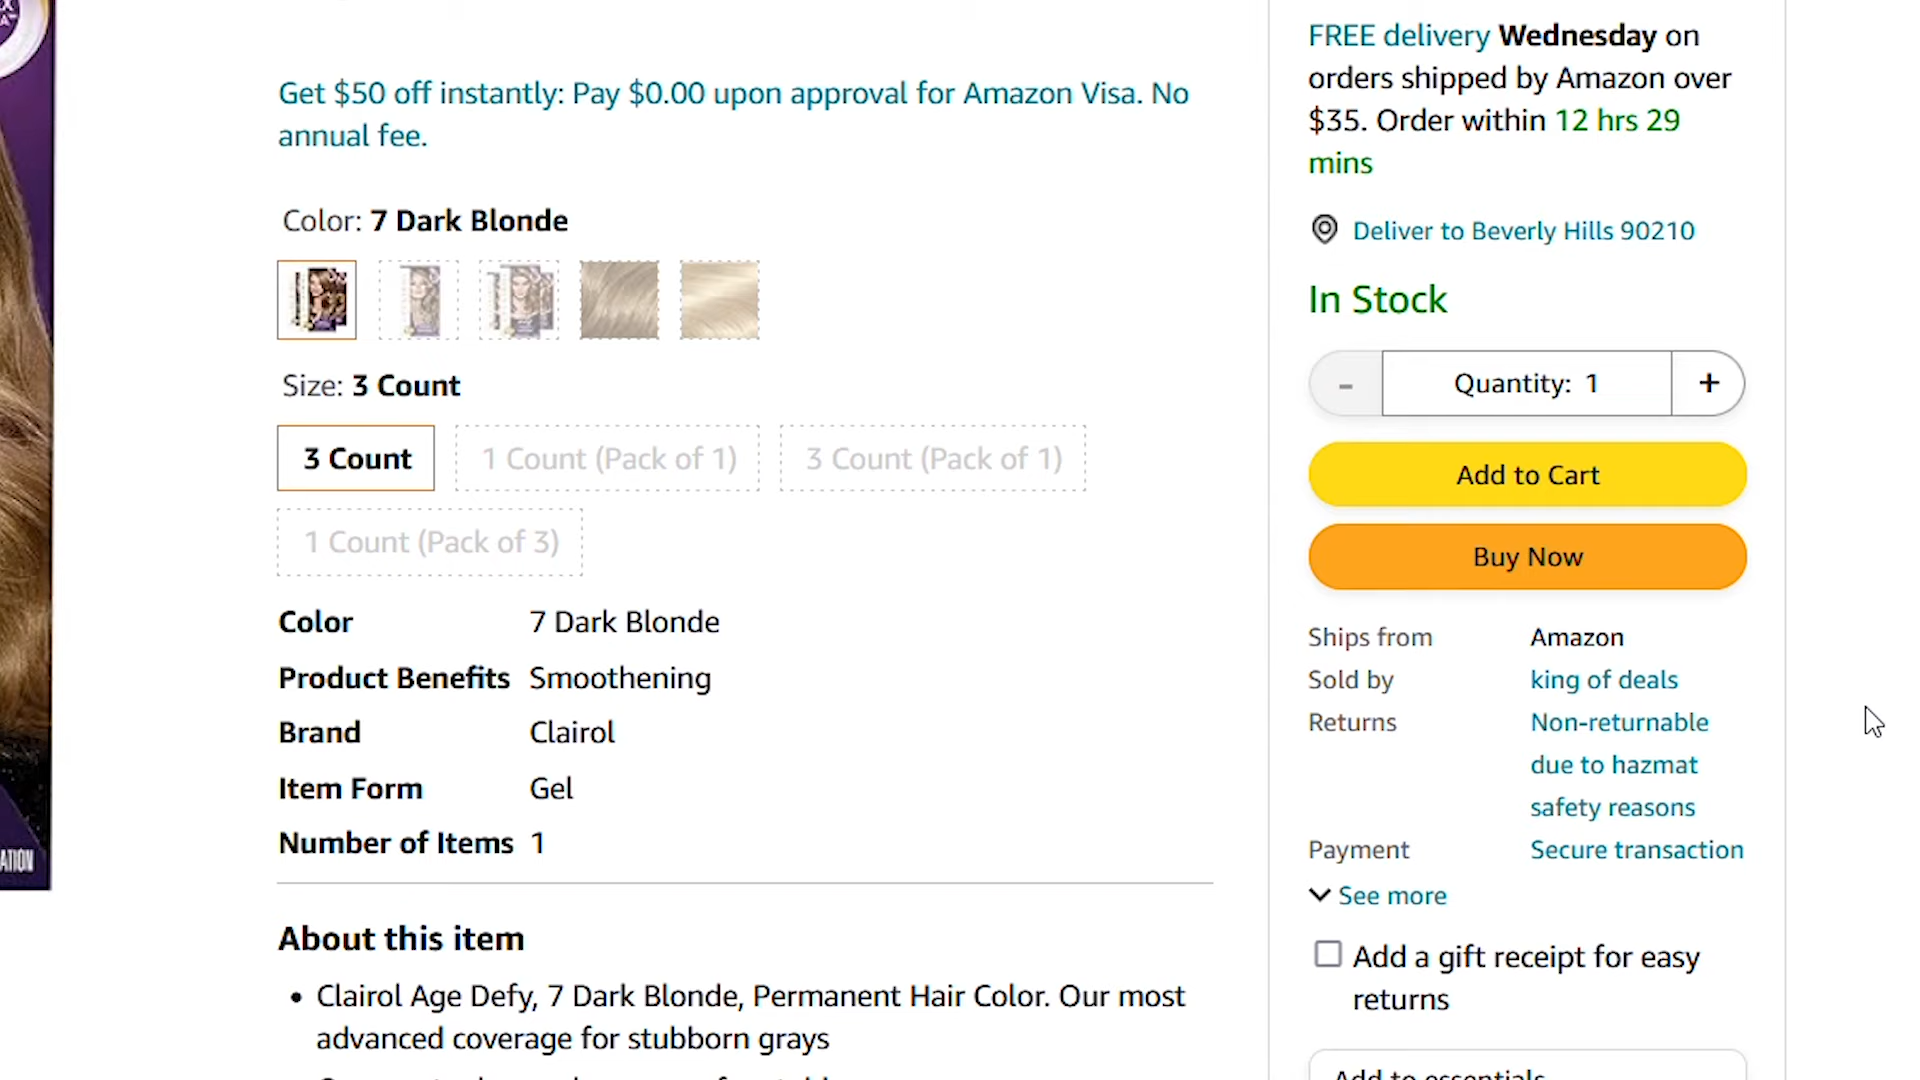 Get $50 off instantly: Pay $0.00 upon approval for Amazon Visa. No
annual fee.
Color: 7 Dark Blonde
Size: 3 Count
3 Count
1 Count (Pack of 1)
3 Count (Pack of 1)
1 Count (Pack of 3)
Color 7 Dark Blonde
Product Benefits Smoothening
Brand Clairol
Item Form Gel
Number of Items 1
About this item
• Clairol Age Defy, 7 Dark Blonde, Permanent Hair Color. Our most
advanced coverage for stubborn grays
FREE delivery Wednesday on
orders shipped by Amazon over
$35. Order within 12 hrs 29
mins
Deliver to Beverly Hills 90210
In Stock
- Quantity: 1 +
Add to Cart
Buy Now
Ships from Amazon
Sold by king of deals
Returns Non-returnable
due to hazmat
safety reasons
Payment Secure transaction
See more
Add a gift receipt for easy
returns
Add to essentials